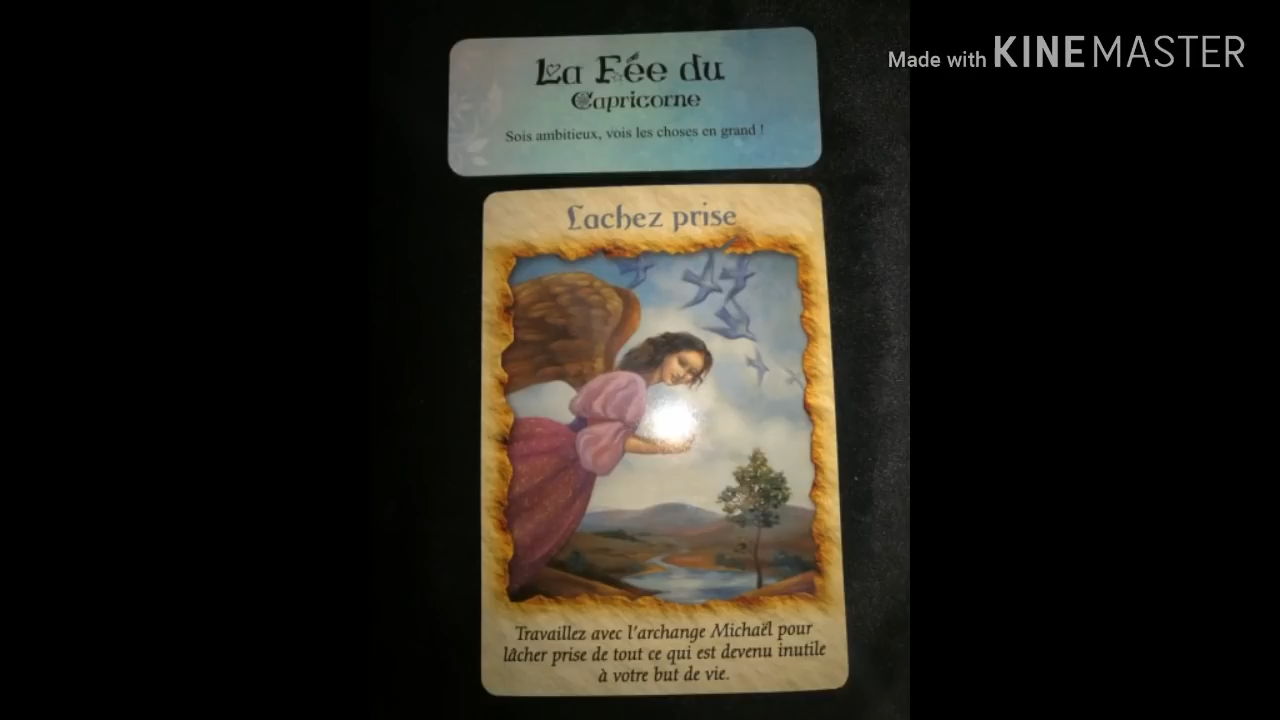 Made with KINEMASTER
La Fée du
Capricorne
Sois ambitieux, vois les choses en grand !
Lachez prise
Travaillez avec l'archange Michaël pour
lâcher prise de tout ce qui est devenu inutile
à votre but de vie.